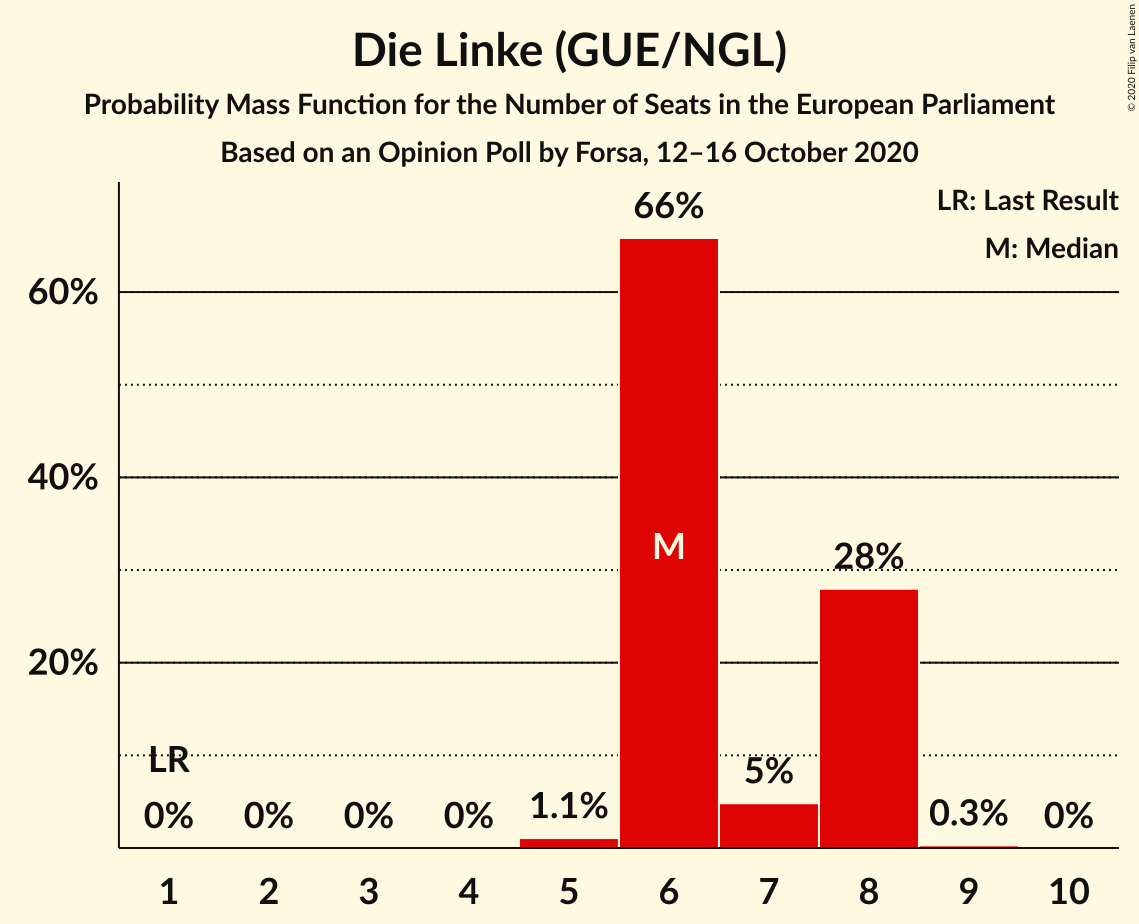 © 2020 Filip van Laenen
Die Linke (GUE/NGL)
Probability Mass Function for the Number of Seats in the European Parliament
Based on an Opinion Poll by Forsa, 12–16 October 2020
LR: Last Result
M: Median
66%
60%
40%
M
28%
20%
LR
5%
0% 0% 0% 0% 1.1% 0.3% 0%
1 2 3 4 5 6 7 8 9 10